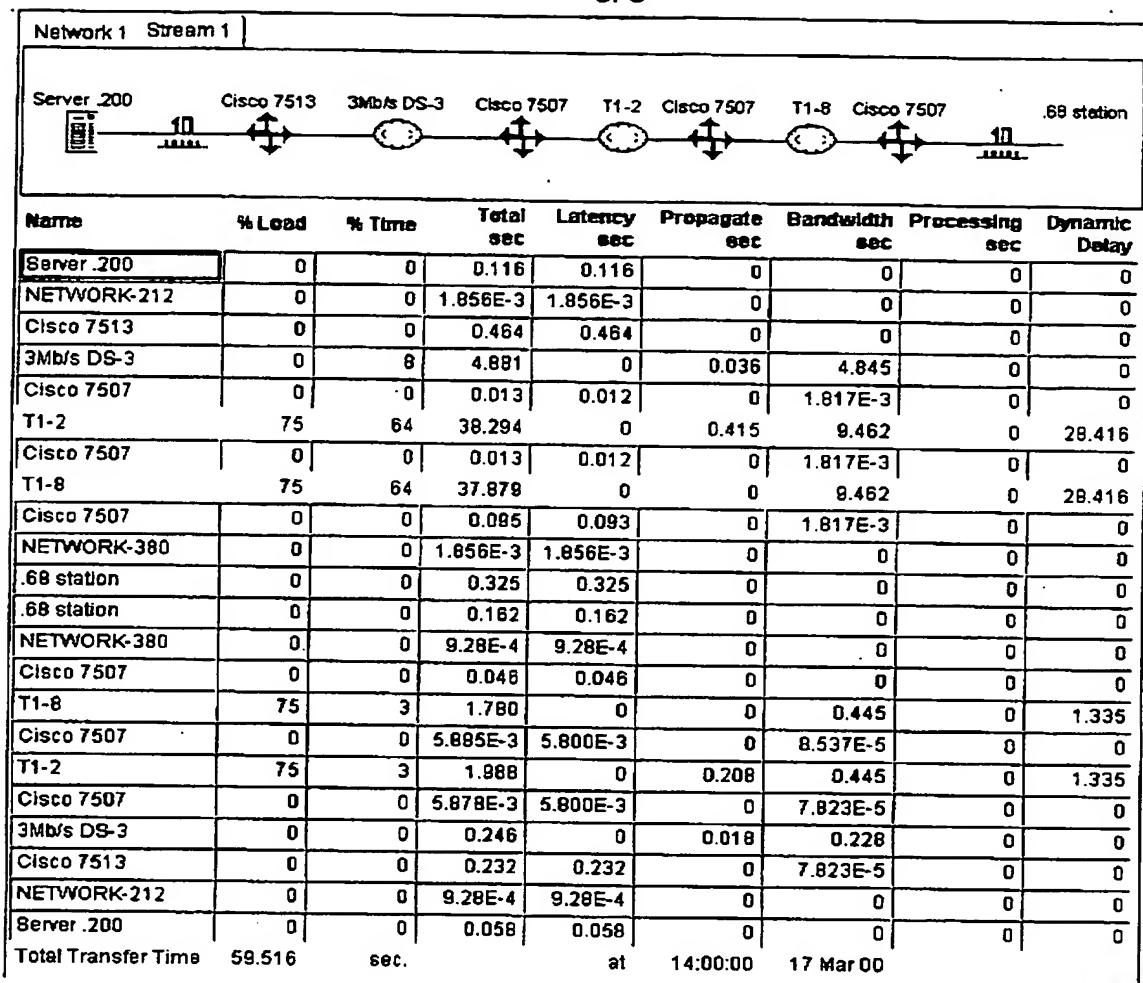 Network 1 Stream 1
Server .200 Cisco 7513 3Mb/s DS-3 Cisco 7507 T1-2 Cisco 7507 T1-8 Cisco 7507 .68 station
10 10
Name % Load % Time Total sec Latency sec Propagate sec Bandwidth sec Processing sec Dynamic Delay
Server .200 0 0 0.116 0.116 0 0 0 0
NETWORK-212 0 0 1.856E-3 1.856E-3 0 0 0 0
Cisco 7513 0 0 0.464 0.464 0 0 0 0
3Mb/s DS-3 0 8 4.881 0 0.036 4.845 0 0
Cisco 7507 0 0 0.013 0.012 0 1.817E-3 0 0
T1-2 75 64 38.294 0 0.415 9.462 0 28.416
Cisco 7507 0 0 0.013 0.012 0 1.817E-3 0 0
T1-8 75 64 37.879 0 0 9.462 0 28.416
Cisco 7507 0 0 0.095 0.093 0 1.817E-3 0 0
NETWORK-380 0 0 1.856E-3 1.856E-3 0 0 0 0
.68 station 0 0 0.325 0.325 0 0 0 0
.68 station 0 0 0.162 0.162 0 0 0 0
NETWORK-380 0 0 9.28E-4 9.28E-4 0 0 0 0
Cisco 7507 0 0 0.046 0.046 0 0 0 0
T1-8 75 3 1.780 0 0 0.445 0 1.335
Cisco 7507 0 0 5.885E-3 5.800E-3 0 8.537E-5 0 0
T1-2 75 3 1.988 0 0.208 0.445 0 1.335
Cisco 7507 0 0 5.878E-3 5.800E-3 0 7.823E-5 0 0
3Mb/s DS-3 0 0 0.246 0 0.018 0.228 0 0
Cisco 7513 0 0 0.232 0.232 0 7.823E-5 0 0
NETWORK-212 0 0 9.28E-4 9.28E-4 0 0 0 0
Server .200 0 0 0.058 0.058 0 0 0 0
Total Transfer Time 59.516 sec. at 14:00:00 17 Mar 00